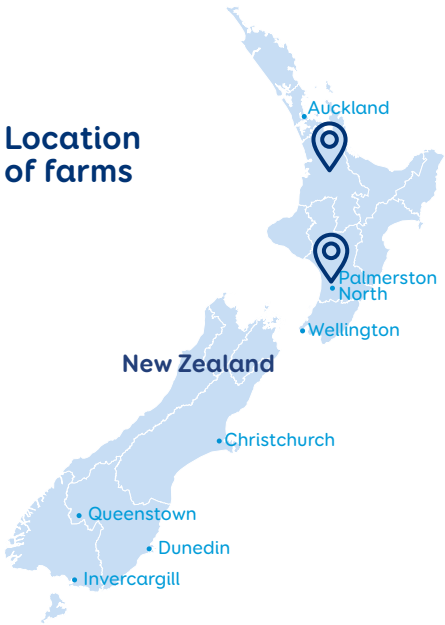 Auckland
Location
of farms
Palmerston
North
Wellington
New Zealand
Christchurch
Queenstown
Dunedin
Invercargill